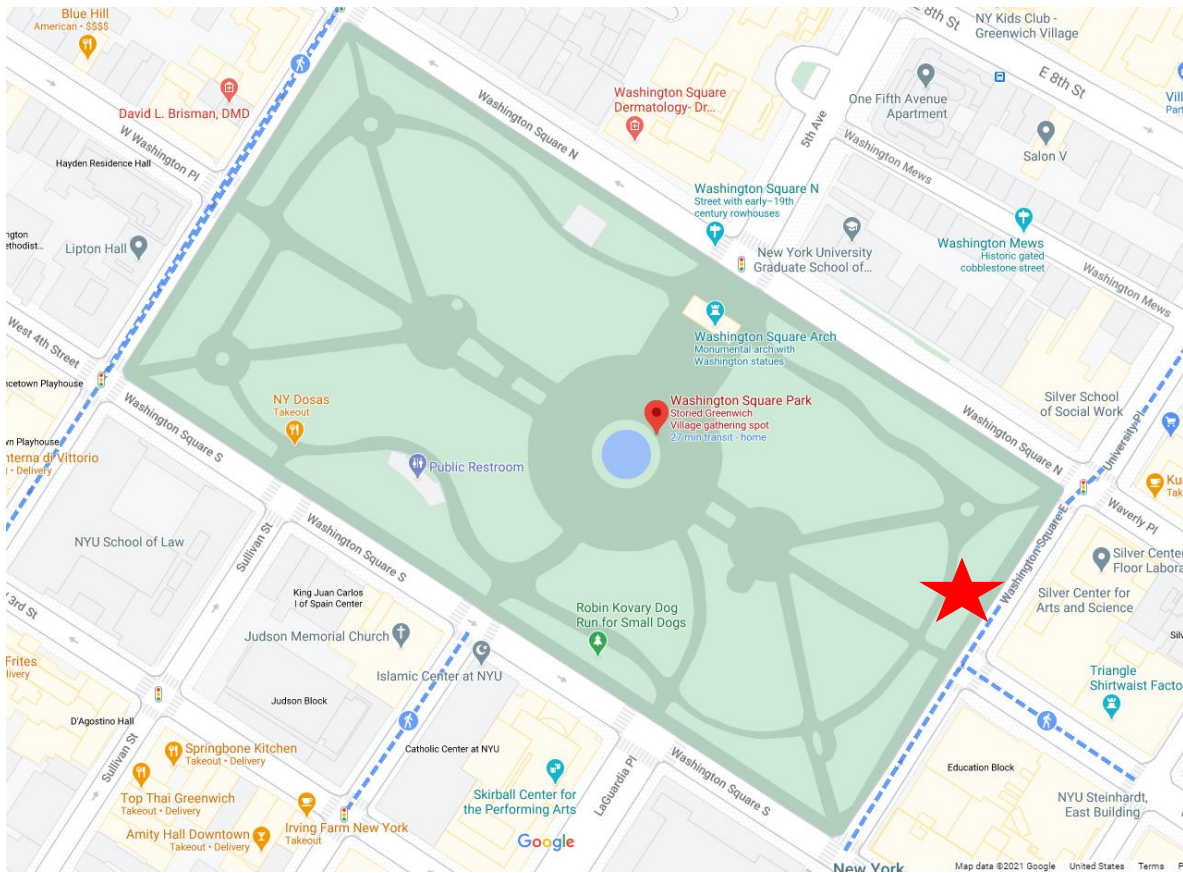 Blue Hill
American • $$$$
David L. Brisman, DMD
W Washington Pl
Hayden Residence Hall
Lipton Hall
West 4th Street
Washington Square N
Washington Square
Dermatology- Dr...
5th Ave
E 8th St
NY Kids Club -
Greenwich Village
E 8th St
One Fifth Avenue
Apartment
Salon V
Washington Mews
Washington Square N
Street with early–19th
century rowhouses
New York University
Graduate School of...
Washington Mews
Historic gated
cobblestone street
Washington Mews
Washington Square Arch
Monumental arch with
Washington statues
Washington Square Park
Storied Greenwich
Village gathering spot
27 min transit - home
NY Dosas
Takeout
Public Restroom
Washington Square S
Silver School
of Social Work
University Pl
Washington Square N
Washington Square E
Waverly Pl
Silver Center for
Arts and Science
Triangle
Education Block
NYU Steinhardt,
East Building
NYU School of Law
Sullivan St
Washington Square S
King Juan Carlos
I of Spain Center
Judson Memorial Church
Islamic Center at NYU
Judson Block
Robin Kovary Dog
Run for Small Dogs
Catholic Center at NYU
D'Agostino Hall
Sullivan St
Springbone Kitchen
Takeout • Delivery
Top Thai Greenwich
Takeout • Delivery
Irving Farm New York
Takeout
Amity Hall Downtown
Takeout • Delivery
Skirball Center for
the Performing Arts
LaGuardia Pl
Washington Square S
Google
New York
Map data ©2021 Google
United States
Terms